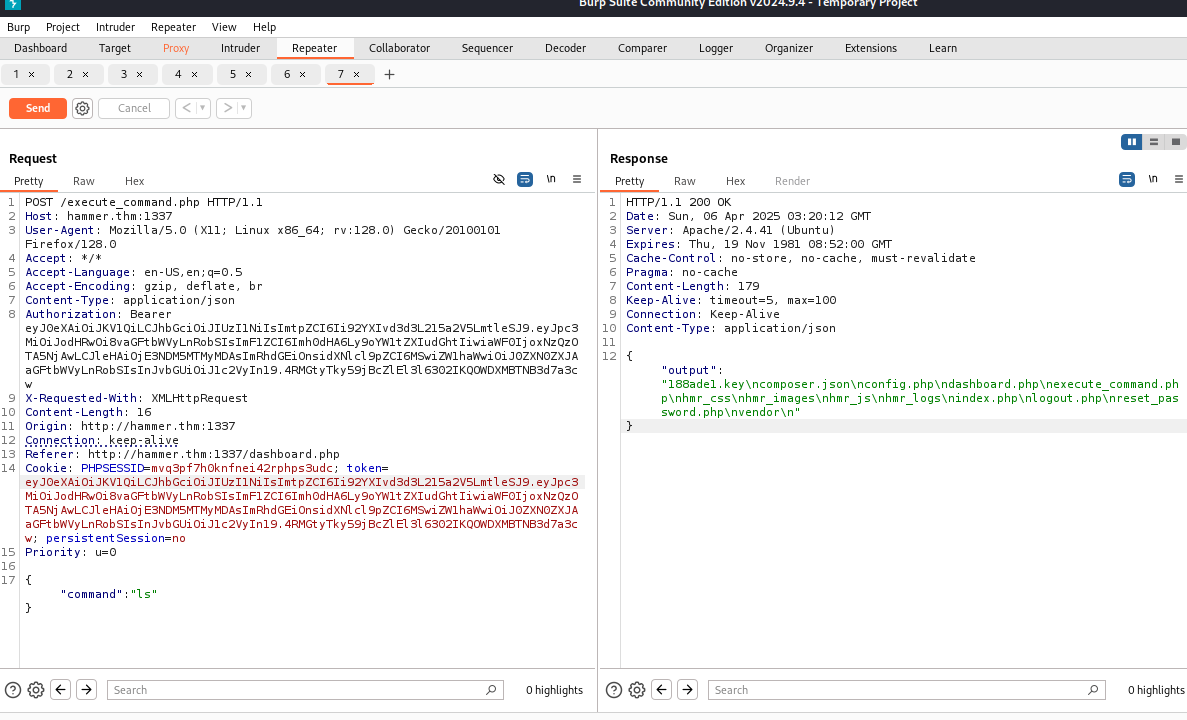 Burp Suite Community Edition v2024.9.4 - Temporary Project
Burp Project Intruder Repeater View Help
Dashboard Target Proxy Intruder Repeater Collaborator Sequencer Decoder Comparer Logger Organizer Extensions Learn
1 × 2 × 3 × 4 × 5 × 6 × 7 × +
Send Cancel < >
Request
Pretty Raw Hex \n
1 POST /execute_command.php HTTP/1.1
2 Host: hammer.thm:1337
3 User-Agent: Mozilla/5.0 (X11; Linux x86_64; rv:128.0) Gecko/20100101
Firefox/128.0
4 Accept: */*
5 Accept-Language: en-US,en;q=0.5
6 Accept-Encoding: gzip, deflate, br
7 Content-Type: application/json
8 Authorization: Bearer
9 X-Requested-With: XMLHttpRequest
10 Content-Length: 16
11 Origin: http://hammer.thm:1337
12 Connection: keep-alive
13 Referer: http://hammer.thm:1337/dashboard.php
14 Cookie: PHPSESSID=mvq3pf7h0knfnei42rphps3udc; token=
w; persistentSession=no
15 Priority: u=0
16
17 {
"command":"ls"
}
Search 0 highlights
Response
Pretty Raw Hex Render \n
1 HTTP/1.1 200 OK
2 Date: Sun, 06 Apr 2025 03:20:12 GMT
3 Server: Apache/2.4.41 (Ubuntu)
4 Expires: Thu, 19 Nov 1981 08:52:00 GMT
5 Cache-Control: no-store, no-cache, must-revalidate
6 Pragma: no-cache
7 Content-Length: 179
8 Keep-Alive: timeout=5, max=100
9 Connection: Keep-Alive
10 Content-Type: application/json
11
12 {
"output":
"188ade1.key\ncomposer.json\nconfig.php\ndashboard.php\nexecute_command.ph
p\nhmr_css\nhmr_images\nhmr_js\nhmr_logs\nindex.php\nlogout.php\nreset_pas
sword.php\nvendor\n"
}
Search 0 highlights